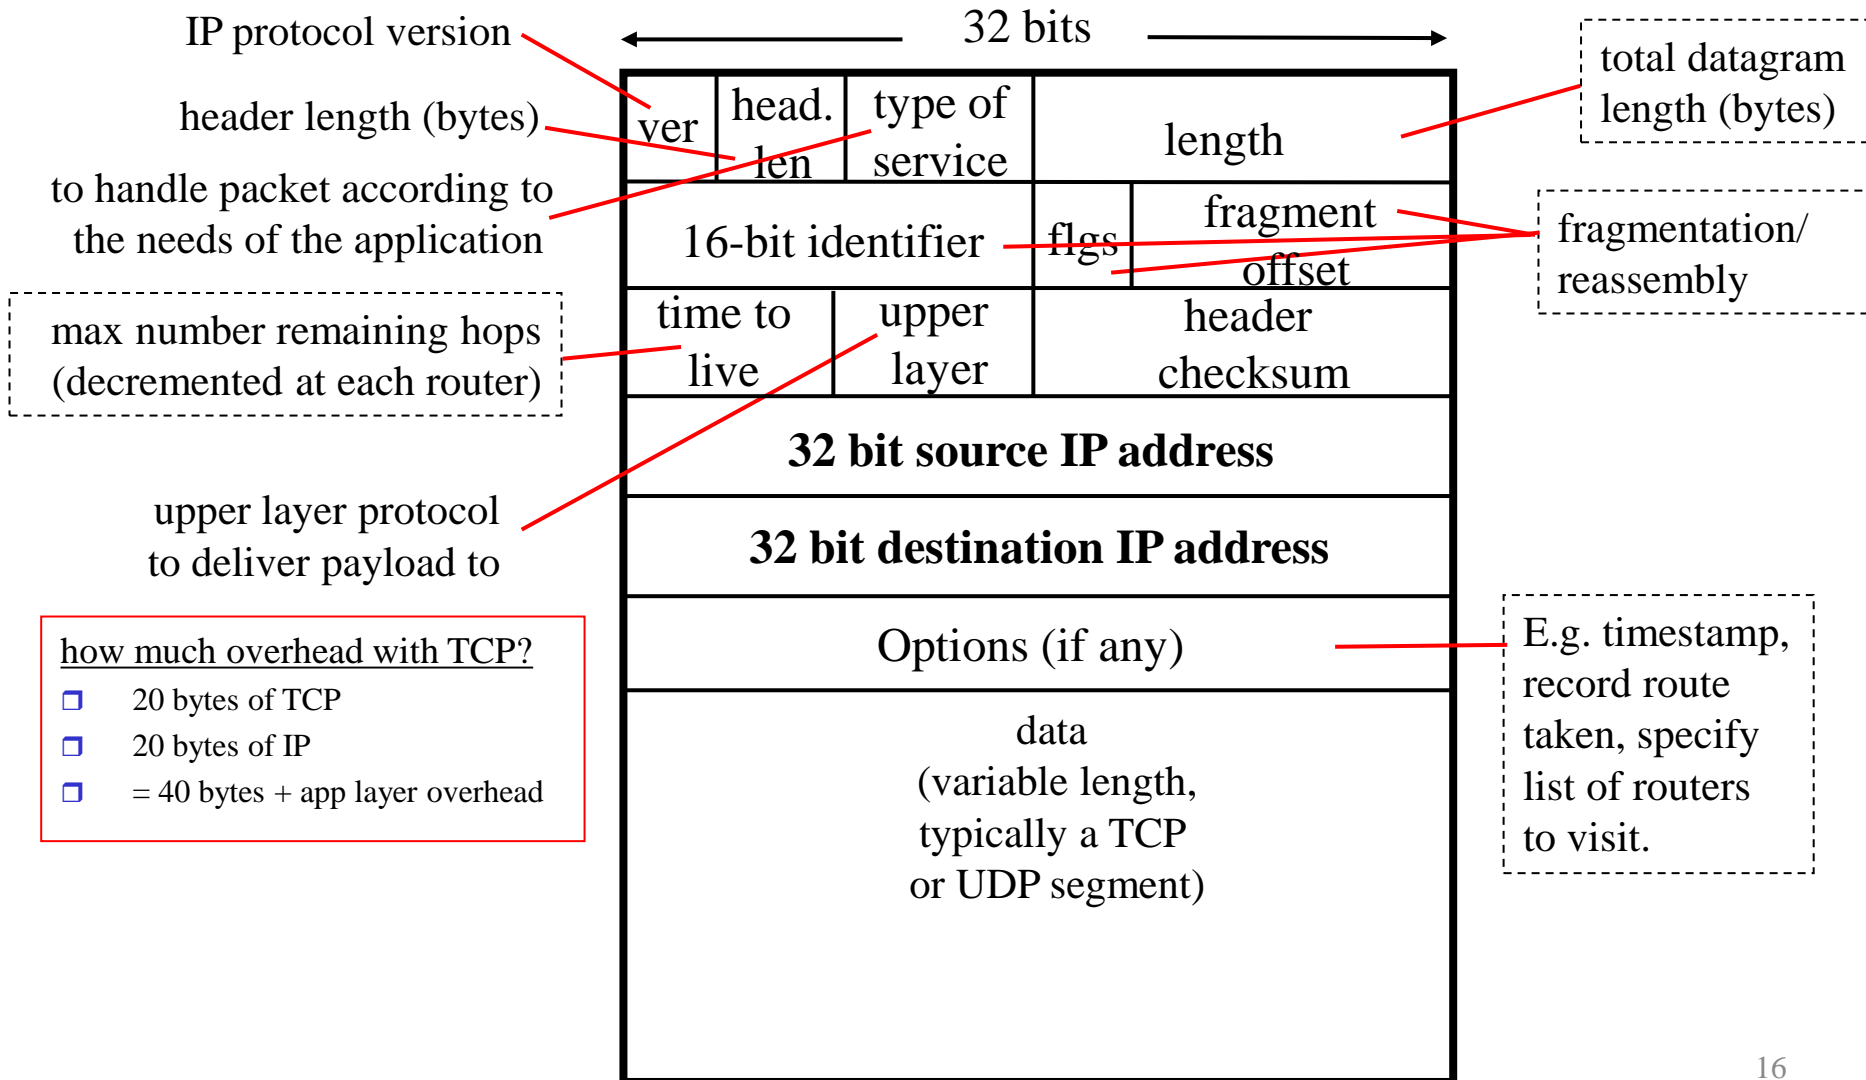 IP protocol version
32 bits
total datagram
length (bytes)
header length (bytes)
ver
head.
len
type of
service
length
to handle packet according to
the needs of the application
16-bit identifier
flgs
fragment
offset
fragmentation/
reassembly
max number remaining hops
(decremented at each router)
time to
live
upper
layer
header
checksum
32 bit source IP address
upper layer protocol
to deliver payload to
32 bit destination IP address
Options (if any)
E.g. timestamp,
record route
taken, specify
list of routers
to visit.
how much overhead with TCP?
20 bytes of TCP
20 bytes of IP
= 40 bytes + app layer overhead
data
(variable length,
typically a TCP
or UDP segment)
16